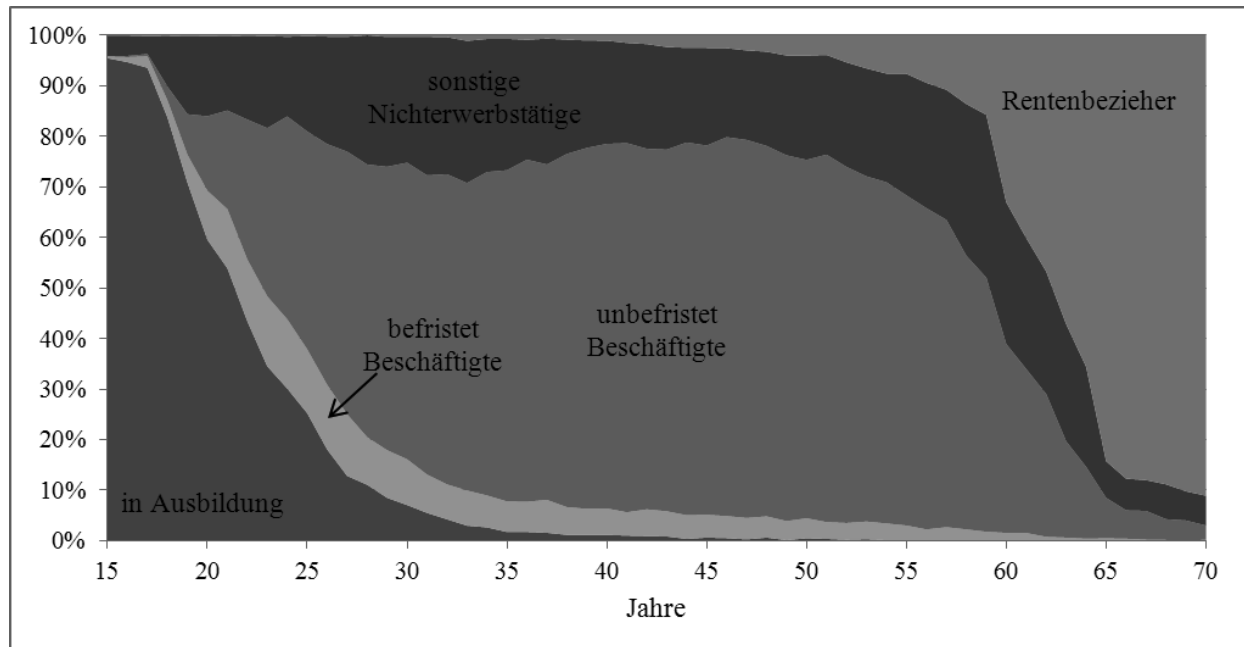 100%
90%
80%
70%
60%
50%
40%
30%
20%
10%
0%
sonstige
Nichterwerbstätige
Rentenbezieher
befristet
Beschäftigte
unbefristet
Beschäftigte
in Ausbildung
15 20 25 30 35 40 45 50 55 60 65 70
Jahre